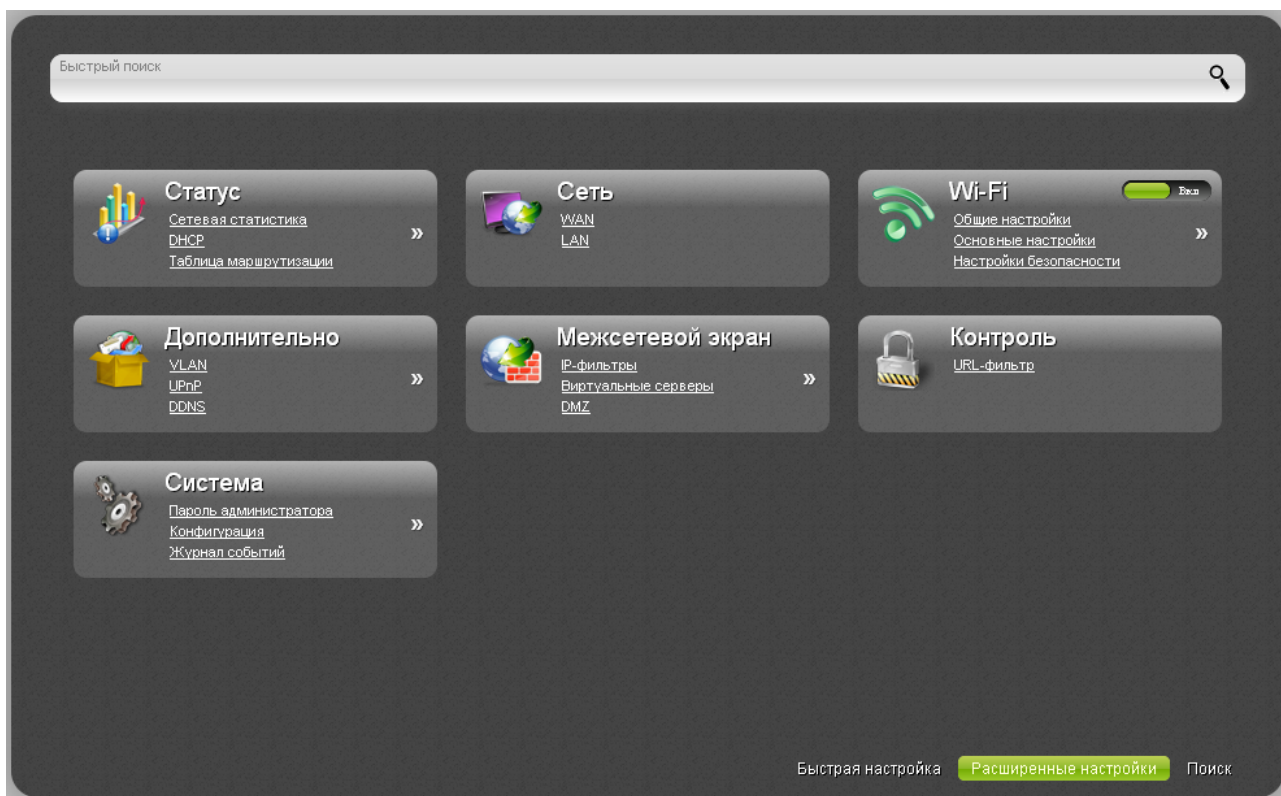 Быстрый поиск
Статус
Сетевая статистика
DHCP
Таблица маршрутизации
Сеть
WAN
LAN
Wi-Fi
Вкл
Общие настройки
Основные настройки
Настройки безопасности
Дополнительно
VLAN
UPnP
DDNS
Межсетевой экран
IP-фильтры
Виртуальные серверы
DMZ
Контроль
URL-фильтр
Система
Пароль администратора
Конфигурация
Журнал событий
Быстрая настройка Расширенные настройки Поиск